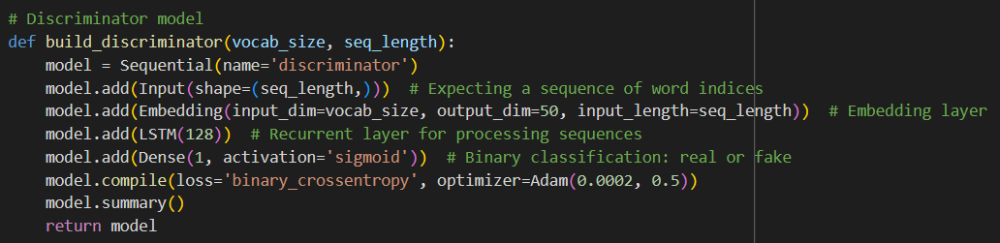 # Discriminator model
def build_discriminator(vocab_size, seq_length):
    model = Sequential(name='discriminator')
    model.add(Input(shape=(seq_length,)))  # Expecting a sequence of word indices
    model.add(Embedding(input_dim=vocab_size, output_dim=50, input_length=seq_length))  # Embedding layer
    model.add(LSTM(128))  # Recurrent layer for processing sequences
    model.add(Dense(1, activation='sigmoid'))  # Binary classification: real or fake
    model.compile(loss='binary_crossentropy', optimizer=Adam(0.0002, 0.5))
    model.summary()
    return model